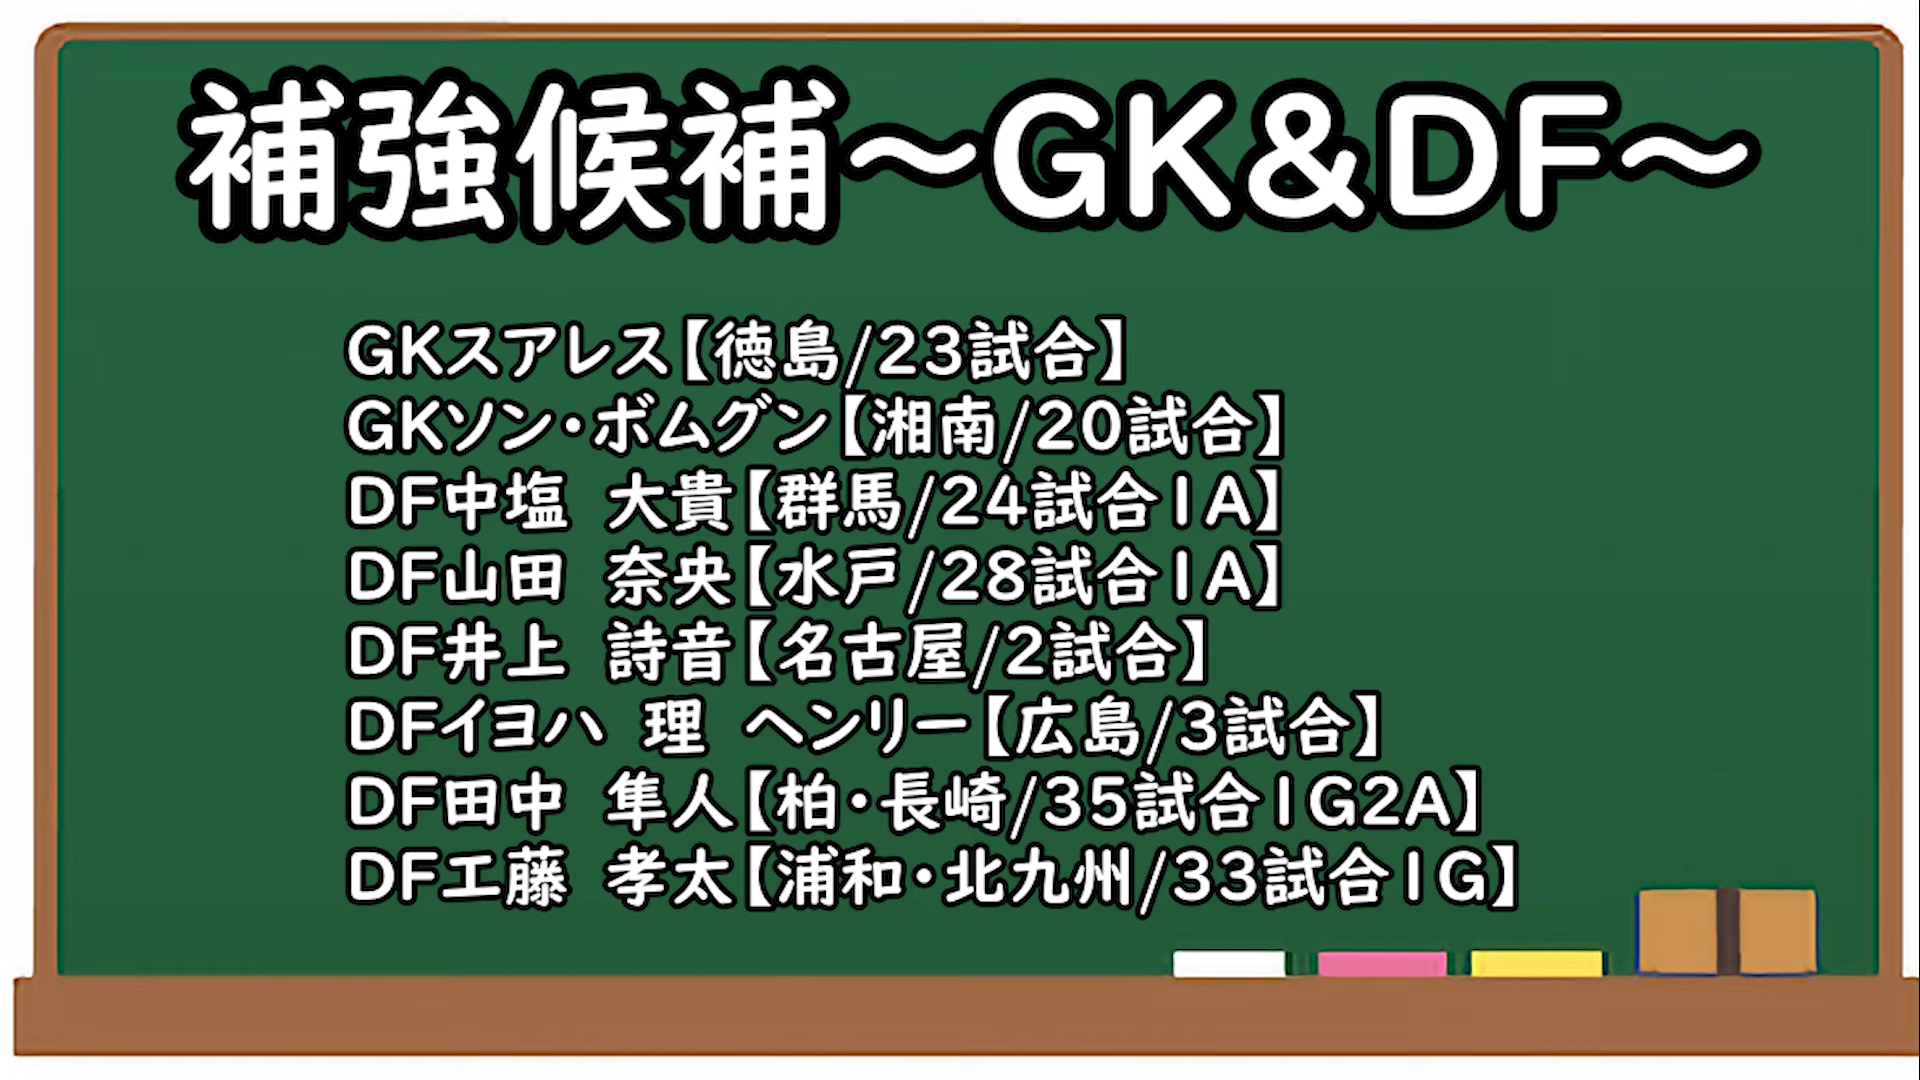 補強候補～GK&DF～
GKスアレス【徳島/23試合】
GKソン・ボムグン【湘南/20試合】
DF中塩　大貴【群馬/24試合1A】
DF山田　奈央【水戸/28試合1A】
DF井上　詩音【名古屋/2試合】
DFイヨハ　理　ヘンリー【広島/3試合】
DF田中　隼人【柏・長崎/35試合1G2A】
DF工藤　孝太【浦和・北九州/33試合1G】